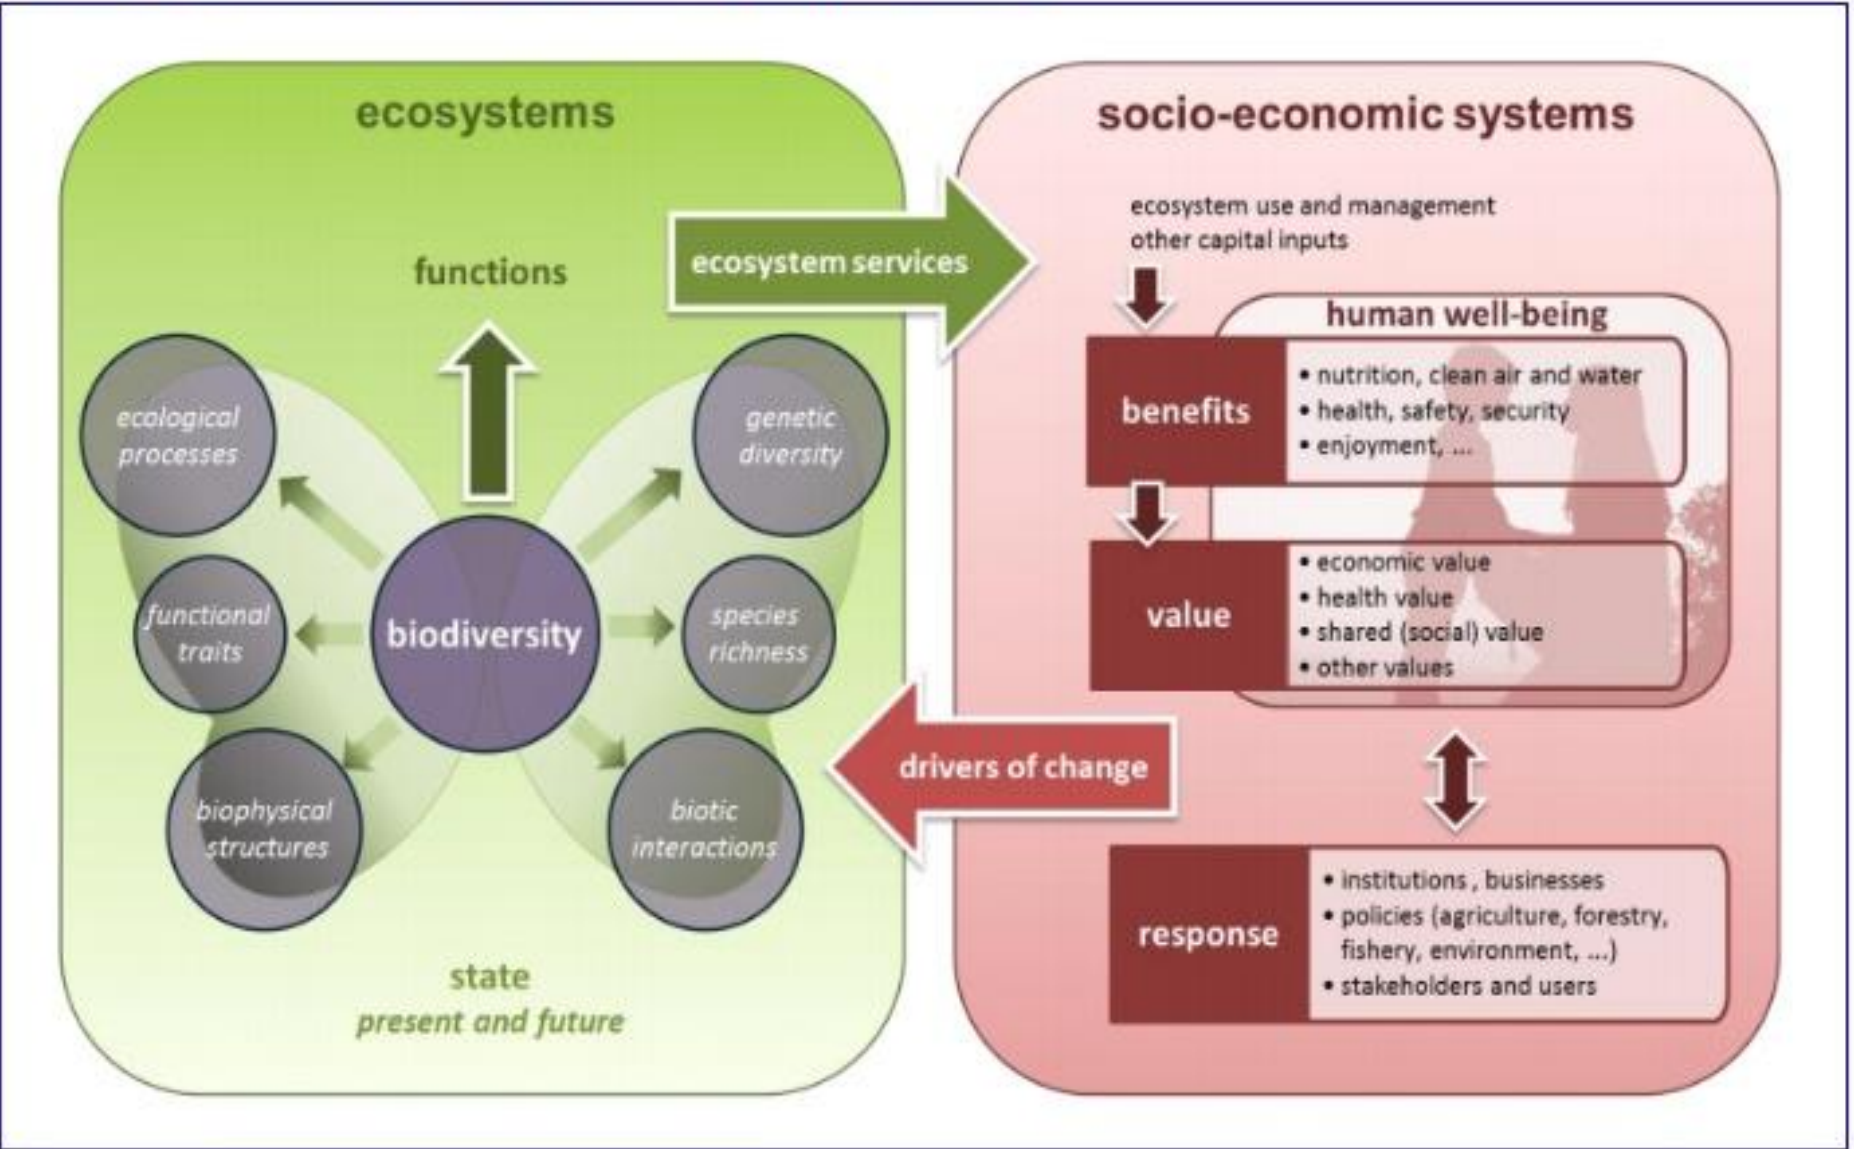 ecosystems
functions
ecosystem services
ecological
processes
genetic
diversity
functional
traits
biodiversity
species
richness
biophysical
structures
biotic
interactions
state
present and future
socio-economic systems
ecosystem use and management
other capital inputs
human well-being
benefits
• nutrition, clean air and water
• health, safety, security
• enjoyment, ...
value
• economic value
• health value
• shared (social) value
• other values
drivers of change
response
• institutions , businesses
• policies (agriculture, forestry,
fishery, environment, ...)
• stakeholders and users